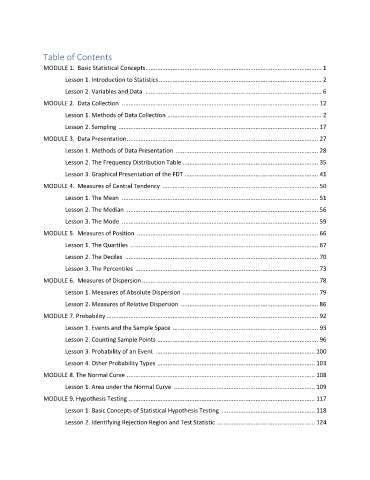 Table of Contents
MODULE 1.  Basic Statistical Concepts.......... 1
Lesson 1. Introduction to Statistics.......... 2
Lesson 2. Variables and Data .......... 6
MODULE 2.  Data Collection .......... 12
Lesson 1. Methods of Data Collection .......... 2
Lesson 2. Sampling .......... 17
MODULE 3.  Data Presentation.......... 27
Lesson 1. Methods of Data Presentation .......... 28
Lesson 2. The Frequency Distribution Table .......... 35
Lesson 3. Graphical Presentation of the FDT .......... 41
MODULE 4.  Measures of Central Tendency .......... 50
Lesson 1. The Mean .......... 51
Lesson 2. The Median .......... 56
Lesson 3. The Mode .......... 59
MODULE 5.  Measures of Position .......... 66
Lesson 1. The Quartiles .......... 67
Lesson 2. The Deciles .......... 70
Lesson 3. The Percentiles .......... 73
MODULE 6.  Measures of Dispersion.......... 78
Lesson 1. Measures of Absolute Dispersion .......... 79
Lesson 2. Measures of Relative Dispersion .......... 86
MODULE 7. Probability.......... 92
Lesson 1. Events and the Sample Space .......... 93
Lesson 2. Counting Sample Points .......... 96
Lesson 3. Probability of an Event .......... 100
Lesson 4. Other Probability Types .......... 103
MODULE 8. The Normal Curve .......... 108
Lesson 1. Area under the Normal Curve .......... 109
MODULE 9. Hypothesis Testing .......... 117
Lesson 1. Basic Concepts of Statistical Hypothesis Testing .......... 118
Lesson 2. Identifying Rejection Region and Test Statistic .......... 124